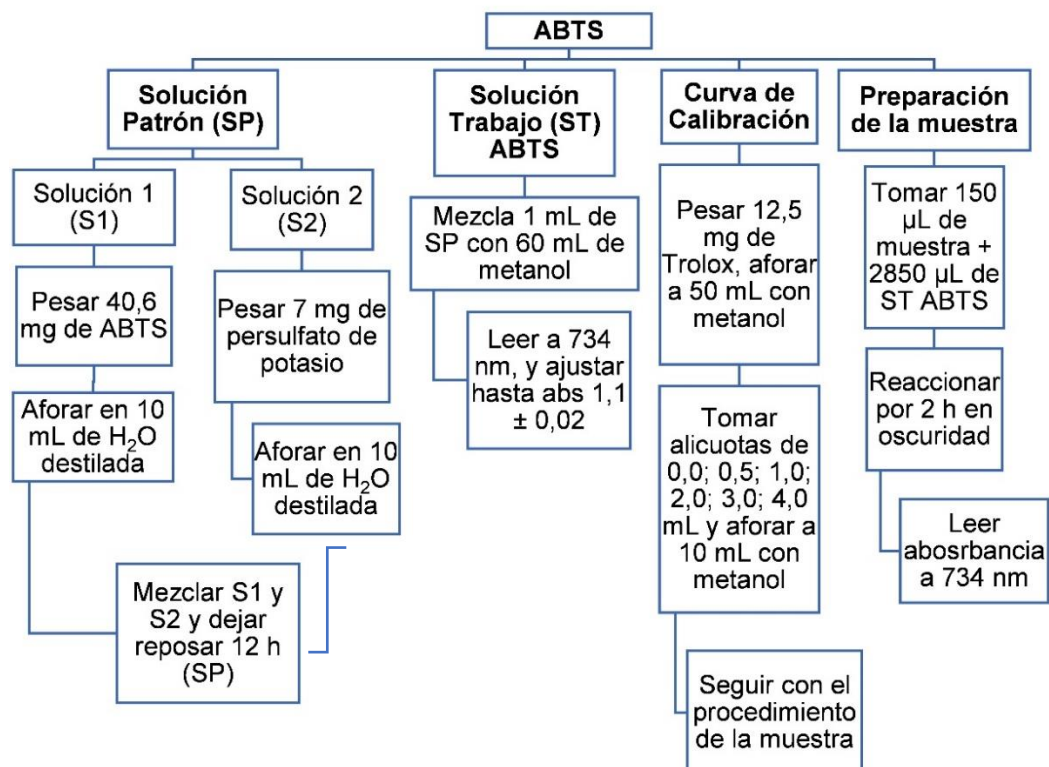 ABTS
Solución
Patrón (SP)
Solución 1
(S1)
Pesar 40,6
mg de ABTS
Aforar en 10
mL de H₂O
destilada
Solución 2
(S2)
Pesar 7 mg de
persulfato de
potasio
Aforar en 10
mL de H₂O
destilada
Mezclar S1 y
S2 y dejar
reposar 12 h
(SP)
Solución
Trabajo (ST)
ABTS
Mezcla 1 mL de
SP con 60 mL de
metanol
Leer a 734
nm, y ajustar
hasta abs 1,1
± 0,02
Curva de
Calibración
Pesar 12,5
mg de
Trolox, aforar
a 50 mL con
metanol
Tomar
alicuotas de
0,0; 0,5; 1,0;
2,0; 3,0; 4,0
mL y aforar a
10 mL con
metanol
Seguir con el
procedimiento
de la muestra
Preparación
de la muestra
Tomar 150
µL de
muestra +
2850 µL de
ST ABTS
Reaccionar
por 2 h en
oscuridad
Leer
abosrbancia
a 734 nm